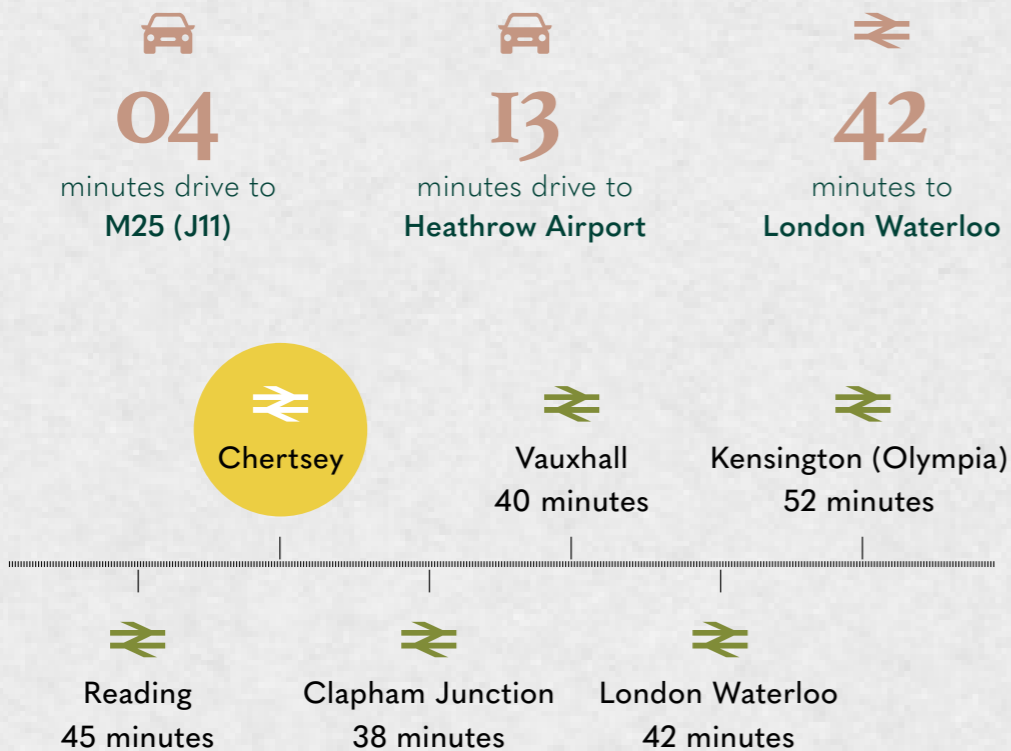 04
minutes drive to
M25 (J11)
13
minutes drive to
Heathrow Airport
42
minutes to
London Waterloo
Chertsey
Vauxhall
40 minutes
Kensington (Olympia)
52 minutes
Reading
45 minutes
Clapham Junction
38 minutes
London Waterloo
42 minutes